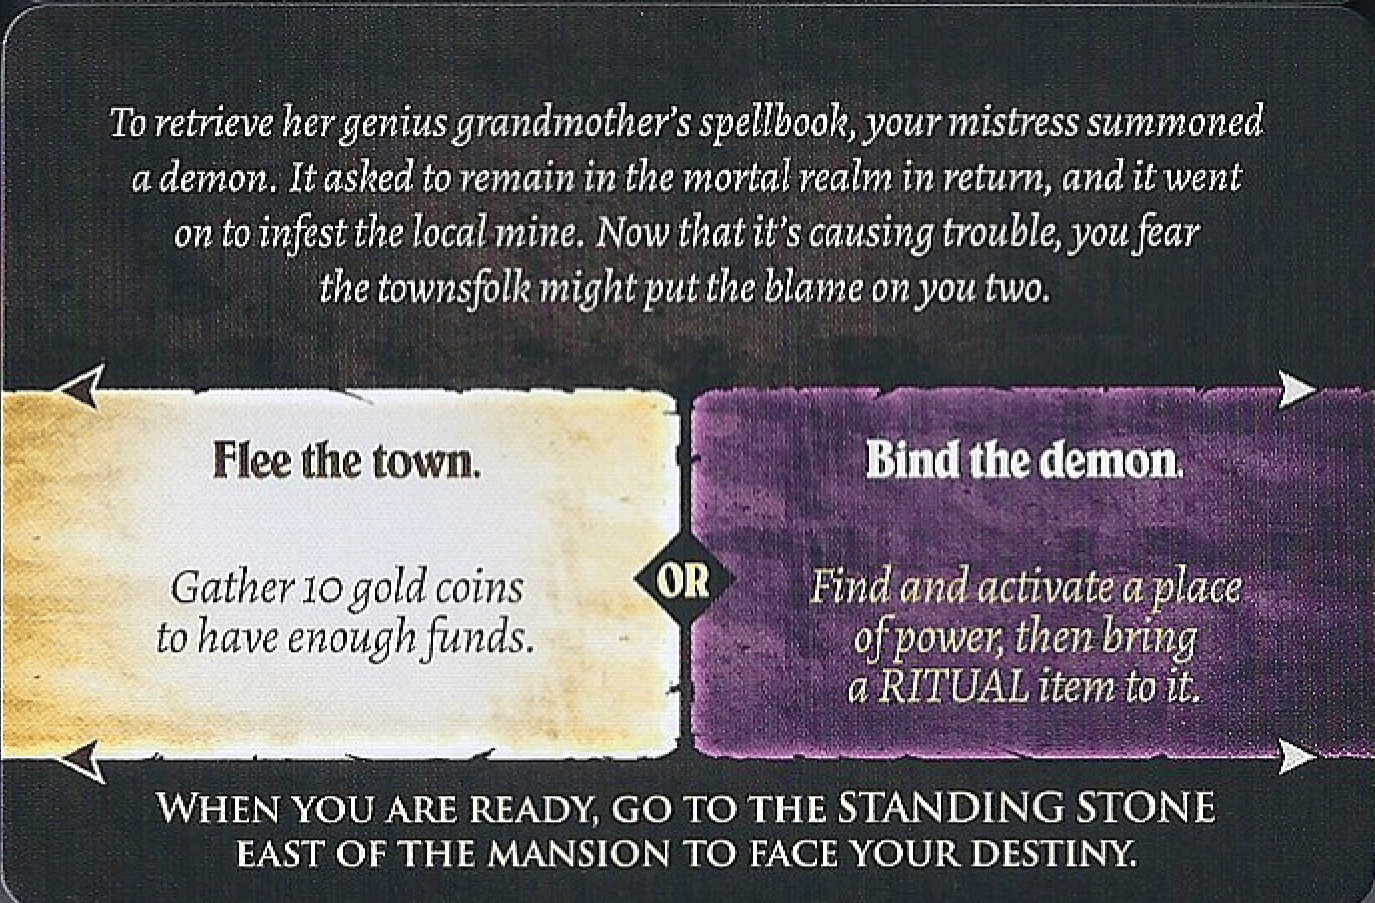 To retrieve her genius grandmother's spellbook, your mistress summoned
a demon. It asked to remain in the mortal realm in return, and it went
on to infest the local mine. Now that it's causing trouble, you fear
the townsfolk might put the blame on you two.
Flee the town.
Gather 10 gold coins
to have enough funds.
OR
Bind the demon.
Find and activate a place
of power, then bring
a RITUAL item to it.
WHEN YOU ARE READY, GO TO THE STANDING STONE
EAST OF THE MANSION TO FACE YOUR DESTINY.